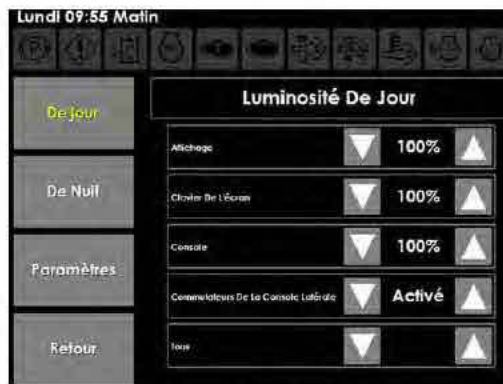 Lundi 09:55 Matin
De Jour
Luminosité De Jour
Affichage 100%
De Nuit
Clavier De L'écran 100%
Console 100%
Paramètres
Commutateurs De La Console Latérale Activé
Retour
Tous